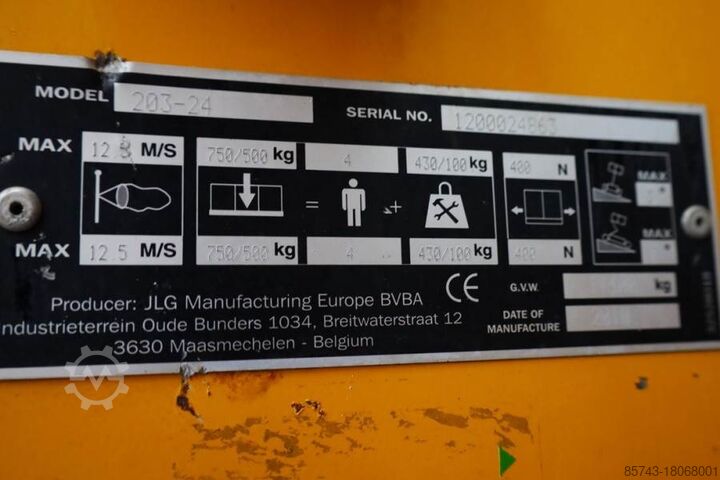 MODEL 203-24 SERIAL NO. 1200024863
MAX 12.5 M/S 750/500 kg 4 430/100 kg 400 N
= + MAX
MAX
MAX 12.5 M/S 750/500 kg 4 430/100 kg 400 N
Producer: JLG Manufacturing Europe BVBA CE G.V.W. kg
Industrieterrein Oude Bunders 1034, Breitwaterstraat 12 DATE OF
MANUFACTURE
3630 Maasmechelen - Belgium
85743-18068001